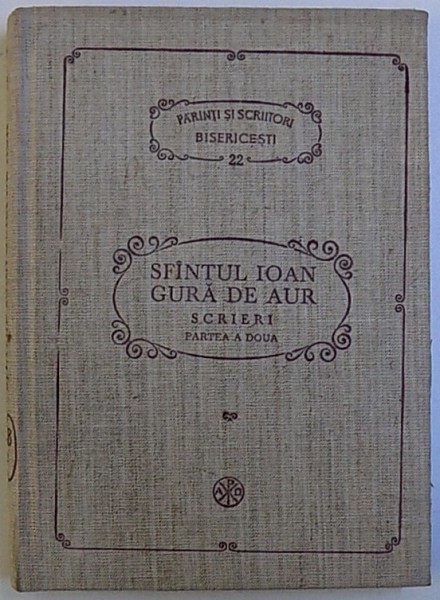 PĂRINȚI ȘI SCRIITORI
BISERICEȘTI
22
SFÎNTUL IOAN
GURĂ DE AUR
SCRIERI
PARTEA A DOUA